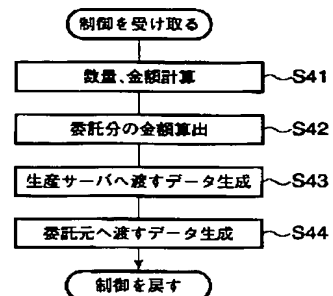 制御を受け取る
数量、金額計算 S41
委託分の金額算出 S42
生産サーバへ渡すデータ生成 S43
委託元へ渡すデータ生成 S44
制御を戻す